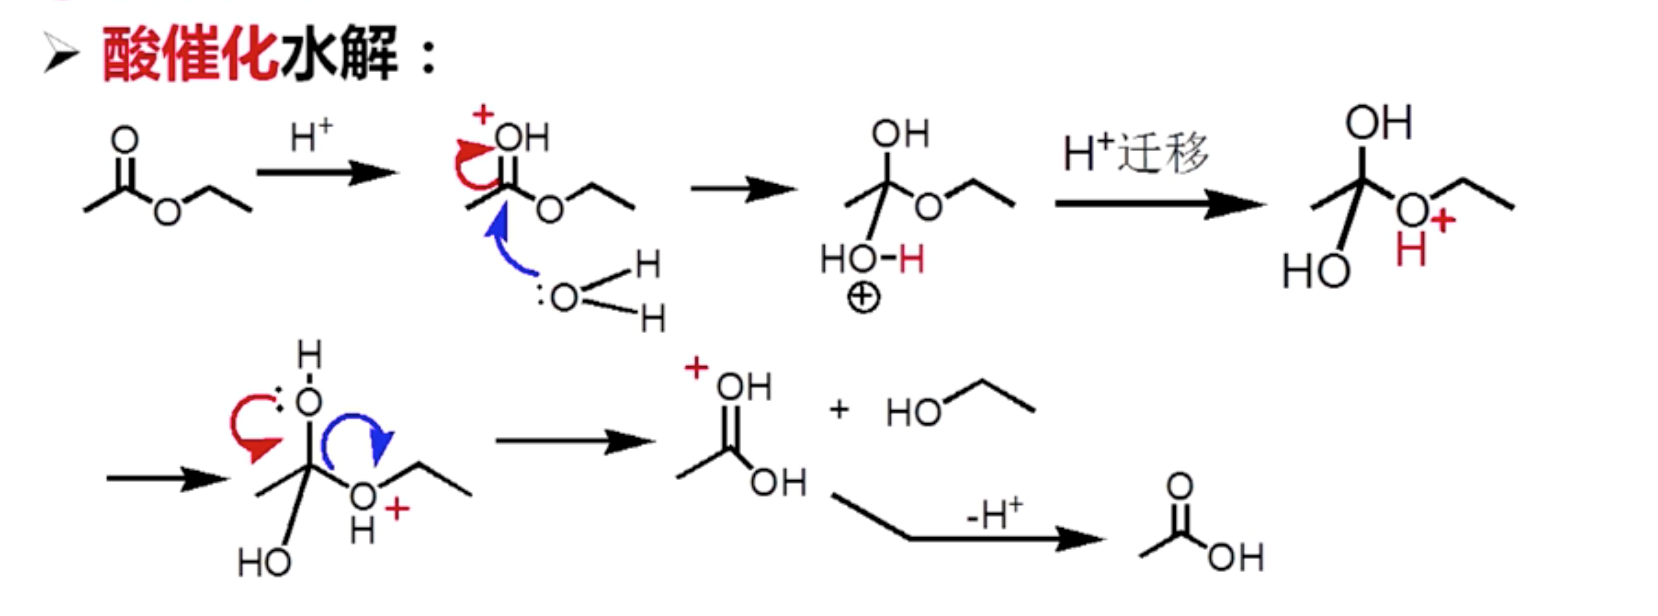 ➢ 酸催化水解：
O
O
H⁺
+
OH
O
:O
H
H
OH
O
HO-H
⊕
H⁺迁移
OH
O+
H
HO
H
:O
O+
H
HO
+
OH
OH
+
HO
-H⁺
O
OH